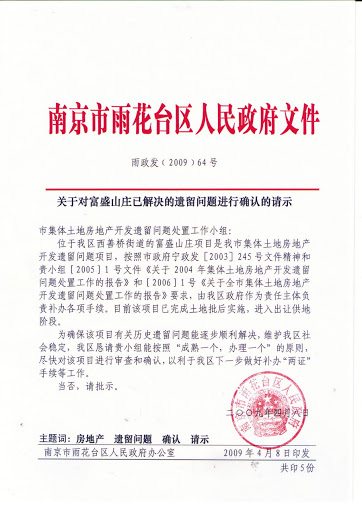 南京市雨花台区人民政府文件
雨政发﹝2009﹞64号
关于对富盛山庄已解决的遗留问题进行确认的请示
市集体土地房地产开发遗留问题处置工作小组:
位于我区西善桥街道的富盛山庄项目是我市集体土地房地产
开发遗留问题项目,按照市政府宁政发[2003]245号文件精神和
贵小组[2005]1号文件《关于2004年集体土地房地产开发遗留
问题处置工作的报告》和[2006]1号《关于全市集体土地房地产
开发遗留问题处置工作的报告》要求,由我区政府作为责任主体负
责补办各项手续。目前该项目已完成土地批后实施,进入出让供地
阶段。
为确保该项目有关历史遗留问题能逐步顺利解决,维护我区社
会稳定,我区恳请贵小组能按照“成熟一个,办理一个”的原则,
尽快对该项目进行审查和确认,以利于我区下一步做好补办“两证”
手续等工作。
当否,请批示。
二〇〇九年四月八日
主题词:房地产 遗留问题 确认 请示
南京市雨花台区人民政府办公室 2009年4月8日印发
共印5份